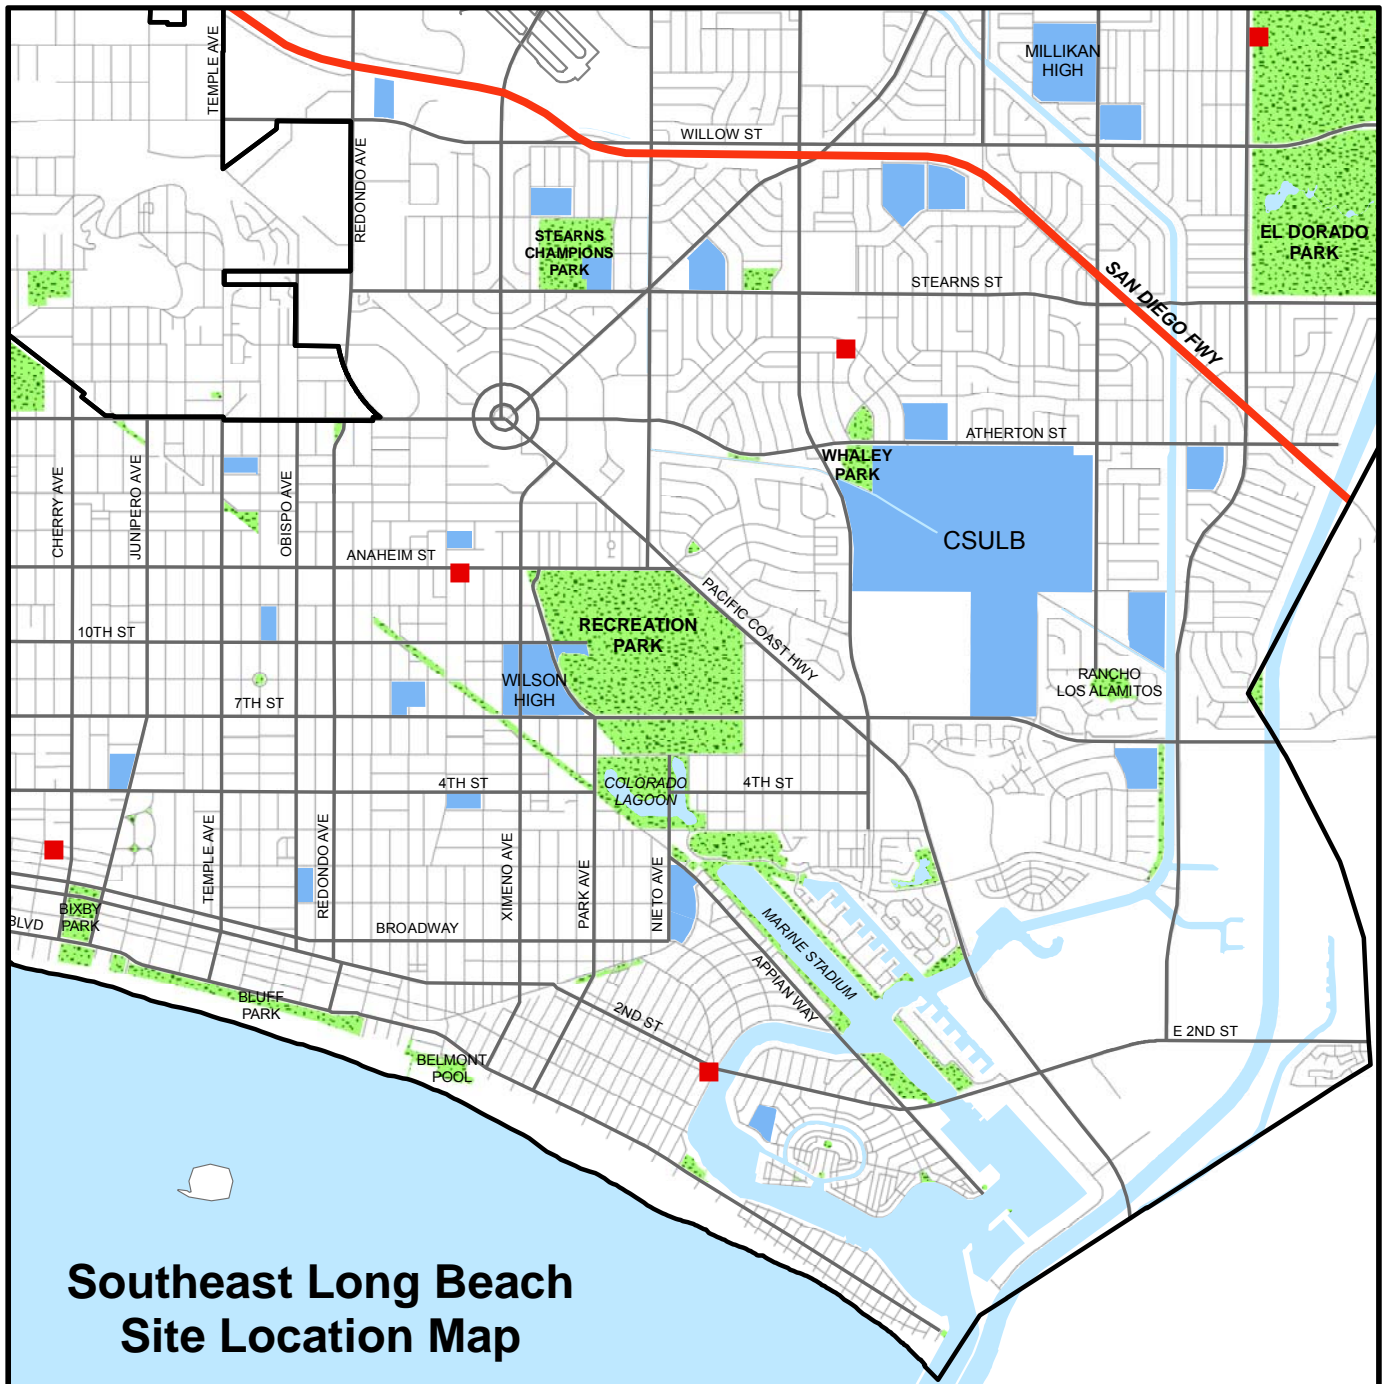 TEMPLE AVE
MILLIKAN
HIGH
WILLOW ST
REDONDO AVE
STEARNS
CHAMPIONS
PARK
EL DORADO
PARK
STEARNS ST
SAN DIEGO FWY
ATHERTON ST
WHALEY
PARK
CHERRY AVE
JUNIPERO AVE
OBISPO AVE
ANAHEIM ST
CSULB
PACIFIC COAST HWY
10TH ST
RECREATION
PARK
WILSON
HIGH
7TH ST
RANCHO
LOS ALAMITOS
4TH ST
COLORADO
LAGOON
4TH ST
TEMPLE AVE
REDONDO AVE
XIMENO AVE
PARK AVE
NIETO AVE
BIXBY
PARK
BLVD
BROADWAY
MARINE STADIUM
APPIAN WAY
BLUFF
PARK
2ND ST
E 2ND ST
BELMONT
POOL
Southeast Long Beach
Site Location Map